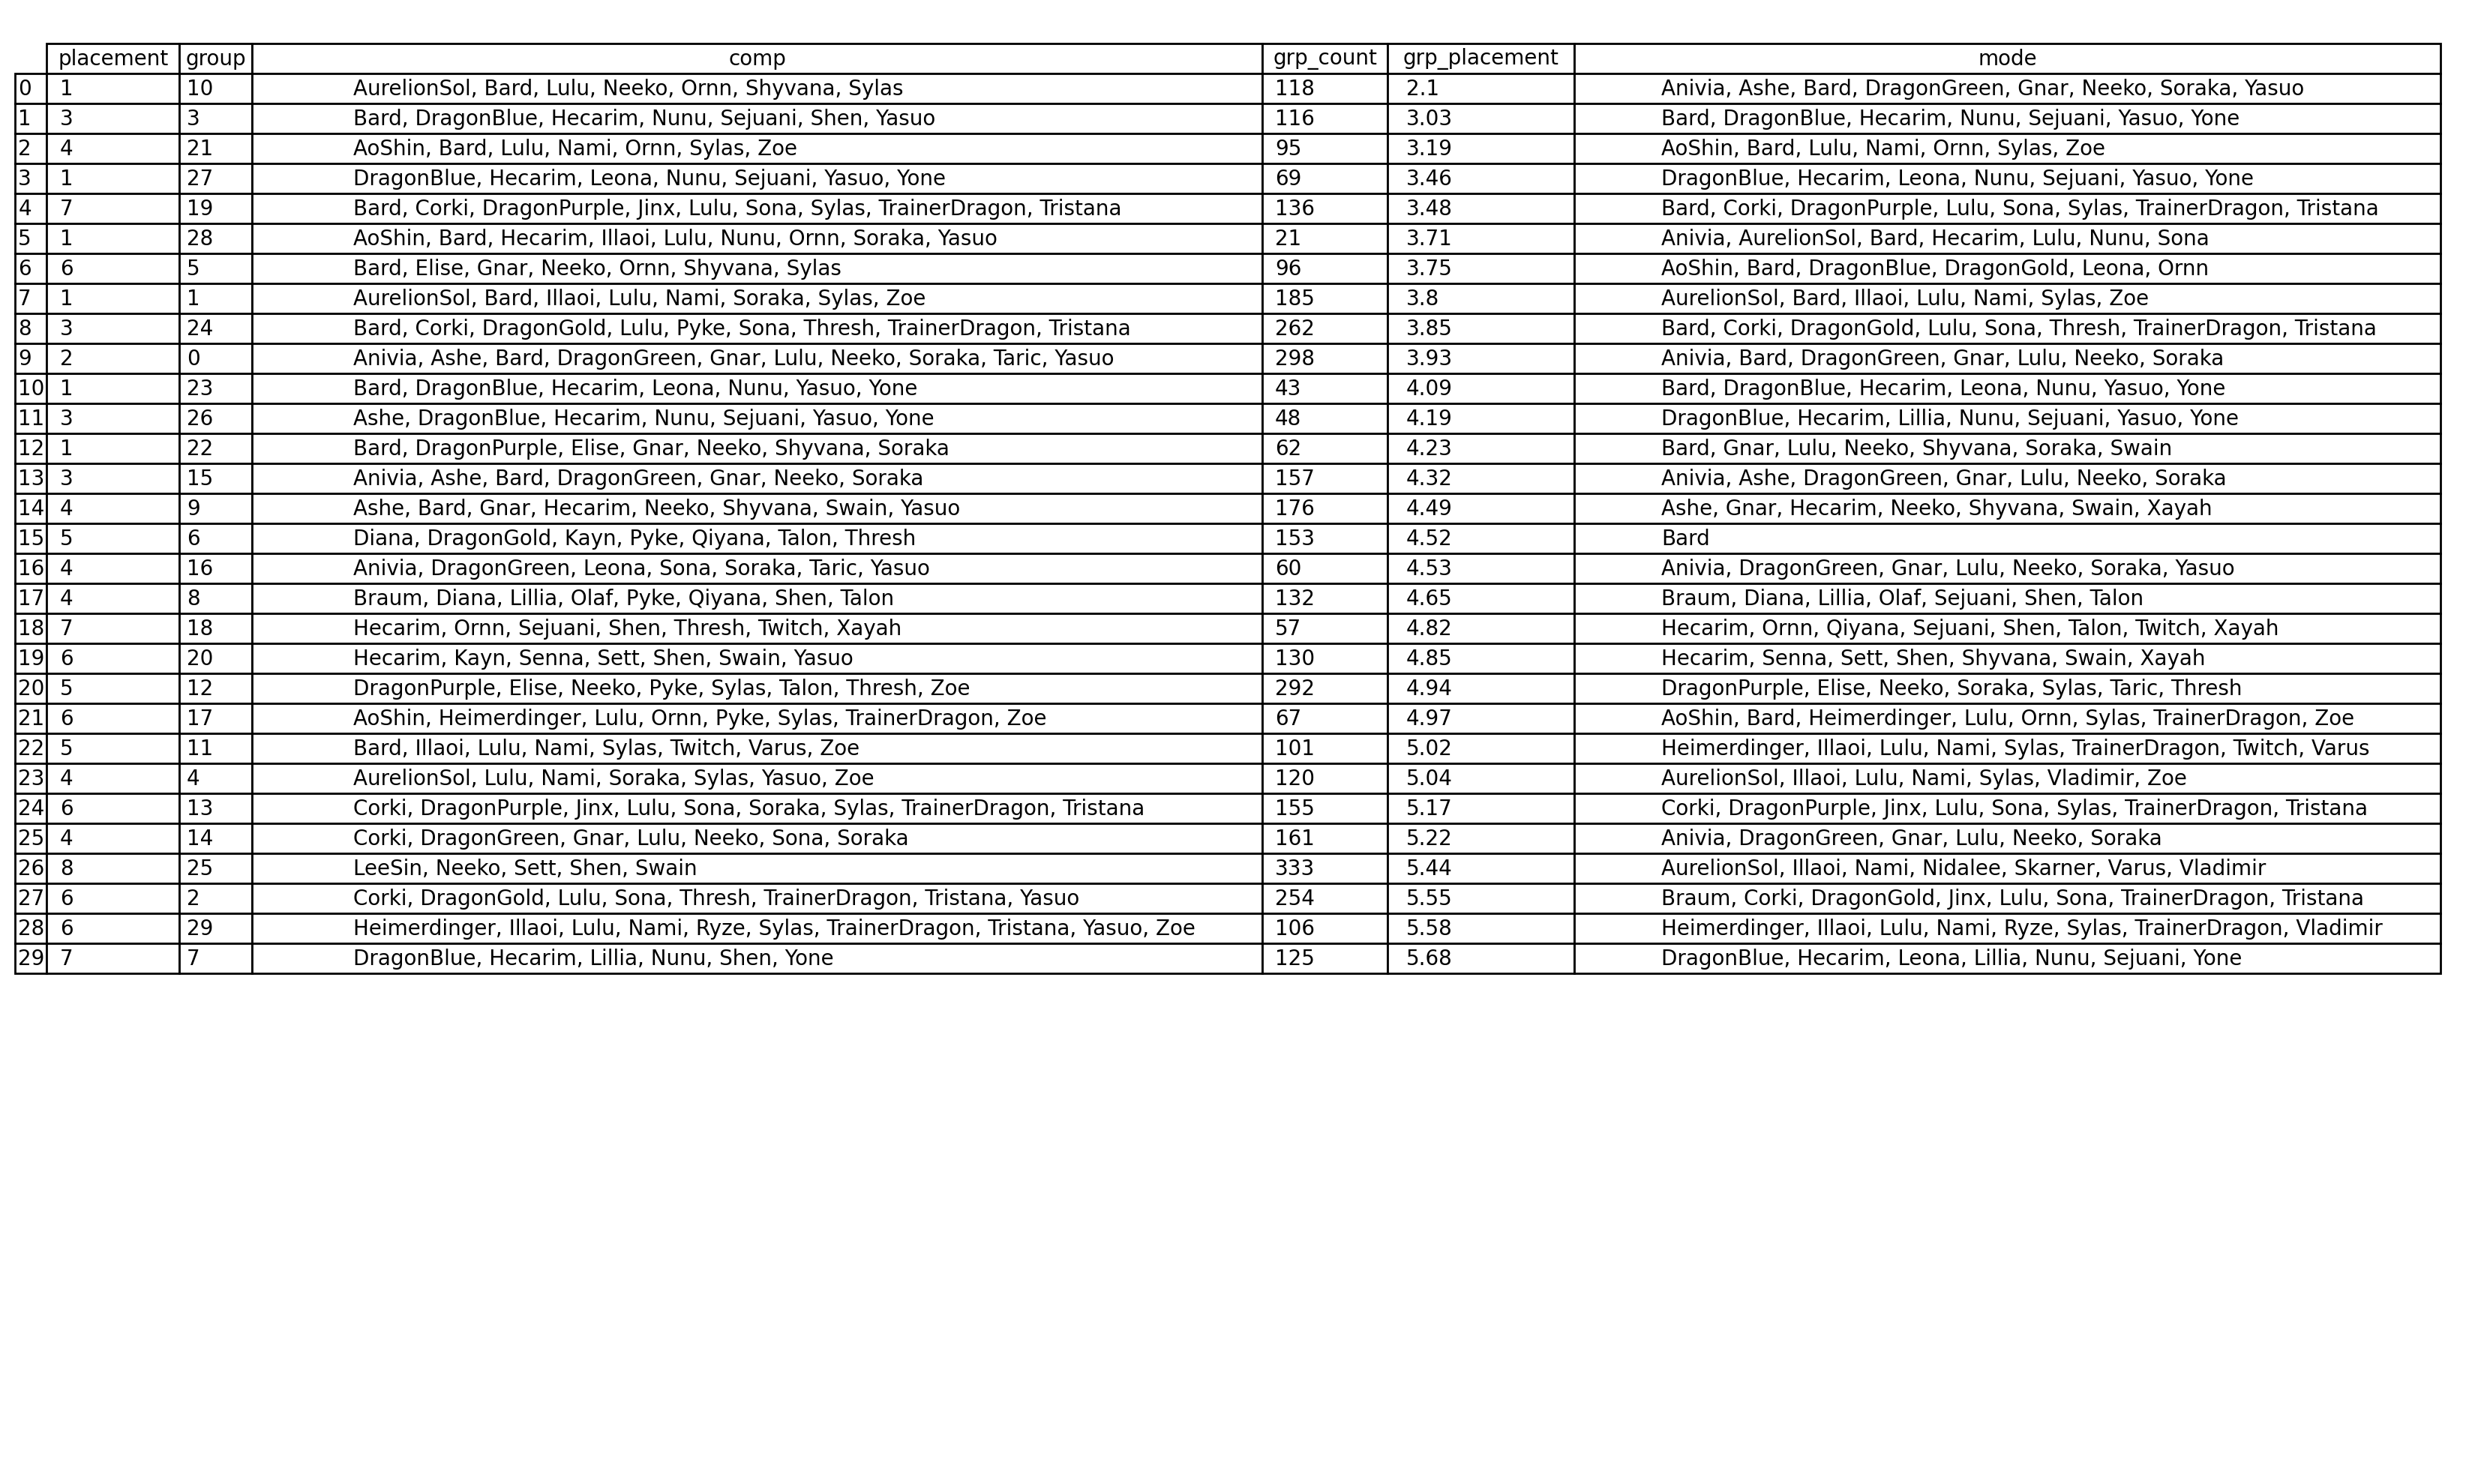 placement group comp grp_count grp_placement mode
0 1 10 AurelionSol, Bard, Lulu, Neeko, Ornn, Shyvana, Sylas 118 2.1 Anivia, Ashe, Bard, DragonGreen, Gnar, Neeko, Soraka, Yasuo
1 3 3 Bard, DragonBlue, Hecarim, Nunu, Sejuani, Shen, Yasuo 116 3.03 Bard, DragonBlue, Hecarim, Nunu, Sejuani, Yasuo, Yone
2 4 21 AoShin, Bard, Lulu, Nami, Ornn, Sylas, Zoe 95 3.19 AoShin, Bard, Lulu, Nami, Ornn, Sylas, Zoe
3 1 27 DragonBlue, Hecarim, Leona, Nunu, Sejuani, Yasuo, Yone 69 3.46 DragonBlue, Hecarim, Leona, Nunu, Sejuani, Yasuo, Yone
4 7 19 Bard, Corki, DragonPurple, Jinx, Lulu, Sona, Sylas, TrainerDragon, Tristana 136 3.48 Bard, Corki, DragonPurple, Lulu, Sona, Sylas, TrainerDragon, Tristana
5 1 28 AoShin, Bard, Hecarim, Illaoi, Lulu, Nunu, Ornn, Soraka, Yasuo 21 3.71 Anivia, AurelionSol, Bard, Hecarim, Lulu, Nunu, Sona
6 6 5 Bard, Elise, Gnar, Neeko, Ornn, Shyvana, Sylas 96 3.75 AoShin, Bard, DragonBlue, DragonGold, Leona, Ornn
7 1 1 AurelionSol, Bard, Illaoi, Lulu, Nami, Soraka, Sylas, Zoe 185 3.8 AurelionSol, Bard, Illaoi, Lulu, Nami, Sylas, Zoe
8 3 24 Bard, Corki, DragonGold, Lulu, Pyke, Sona, Thresh, TrainerDragon, Tristana 262 3.85 Bard, Corki, DragonGold, Lulu, Sona, Thresh, TrainerDragon, Tristana
9 2 0 Anivia, Ashe, Bard, DragonGreen, Gnar, Lulu, Neeko, Soraka, Taric, Yasuo 298 3.93 Anivia, Bard, DragonGreen, Gnar, Lulu, Neeko, Soraka
10 1 23 Bard, DragonBlue, Hecarim, Leona, Nunu, Yasuo, Yone 43 4.09 Bard, DragonBlue, Hecarim, Leona, Nunu, Yasuo, Yone
11 3 26 Ashe, DragonBlue, Hecarim, Nunu, Sejuani, Yasuo, Yone 48 4.19 DragonBlue, Hecarim, Lillia, Nunu, Sejuani, Yasuo, Yone
12 1 22 Bard, DragonPurple, Elise, Gnar, Neeko, Shyvana, Soraka 62 4.23 Bard, Gnar, Lulu, Neeko, Shyvana, Soraka, Swain
13 3 15 Anivia, Ashe, Bard, DragonGreen, Gnar, Neeko, Soraka 157 4.32 Anivia, Ashe, DragonGreen, Gnar, Lulu, Neeko, Soraka
14 4 9 Ashe, Bard, Gnar, Hecarim, Neeko, Shyvana, Swain, Yasuo 176 4.49 Ashe, Gnar, Hecarim, Neeko, Shyvana, Swain, Xayah
15 5 6 Diana, DragonGold, Kayn, Pyke, Qiyana, Talon, Thresh 153 4.52 Bard
16 4 16 Anivia, DragonGreen, Leona, Sona, Soraka, Taric, Yasuo 60 4.53 Anivia, DragonGreen, Gnar, Lulu, Neeko, Soraka, Yasuo
17 4 8 Braum, Diana, Lillia, Olaf, Pyke, Qiyana, Shen, Talon 132 4.65 Braum, Diana, Lillia, Olaf, Sejuani, Shen, Talon
18 7 18 Hecarim, Ornn, Sejuani, Shen, Thresh, Twitch, Xayah 57 4.82 Hecarim, Ornn, Qiyana, Sejuani, Shen, Talon, Twitch, Xayah
19 6 20 Hecarim, Kayn, Senna, Sett, Shen, Swain, Yasuo 130 4.85 Hecarim, Senna, Sett, Shen, Shyvana, Swain, Xayah
20 5 12 DragonPurple, Elise, Neeko, Pyke, Sylas, Talon, Thresh, Zoe 292 4.94 DragonPurple, Elise, Neeko, Soraka, Sylas, Taric, Thresh
21 6 17 AoShin, Heimerdinger, Lulu, Ornn, Pyke, Sylas, TrainerDragon, Zoe 67 4.97 AoShin, Bard, Heimerdinger, Lulu, Ornn, Sylas, TrainerDragon, Zoe
22 5 11 Bard, Illaoi, Lulu, Nami, Sylas, Twitch, Varus, Zoe 101 5.02 Heimerdinger, Illaoi, Lulu, Nami, Sylas, TrainerDragon, Twitch, Varus
23 4 4 AurelionSol, Lulu, Nami, Soraka, Sylas, Yasuo, Zoe 120 5.04 AurelionSol, Illaoi, Lulu, Nami, Sylas, Vladimir, Zoe
24 6 13 Corki, DragonPurple, Jinx, Lulu, Sona, Soraka, Sylas, TrainerDragon, Tristana 155 5.17 Corki, DragonPurple, Jinx, Lulu, Sona, Sylas, TrainerDragon, Tristana
25 4 14 Corki, DragonGreen, Gnar, Lulu, Neeko, Sona, Soraka 161 5.22 Anivia, DragonGreen, Gnar, Lulu, Neeko, Soraka
26 8 25 LeeSin, Neeko, Sett, Shen, Swain 333 5.44 AurelionSol, Illaoi, Nami, Nidalee, Skarner, Varus, Vladimir
27 6 2 Corki, DragonGold, Lulu, Sona, Thresh, TrainerDragon, Tristana, Yasuo 254 5.55 Braum, Corki, DragonGold, Jinx, Lulu, Sona, TrainerDragon, Tristana
28 6 29 Heimerdinger, Illaoi, Lulu, Nami, Ryze, Sylas, TrainerDragon, Tristana, Yasuo, Zoe 106 5.58 Heimerdinger, Illaoi, Lulu, Nami, Ryze, Sylas, TrainerDragon, Vladimir
29 7 7 DragonBlue, Hecarim, Lillia, Nunu, Shen, Yone 125 5.68 DragonBlue, Hecarim, Leona, Lillia, Nunu, Sejuani, Yone